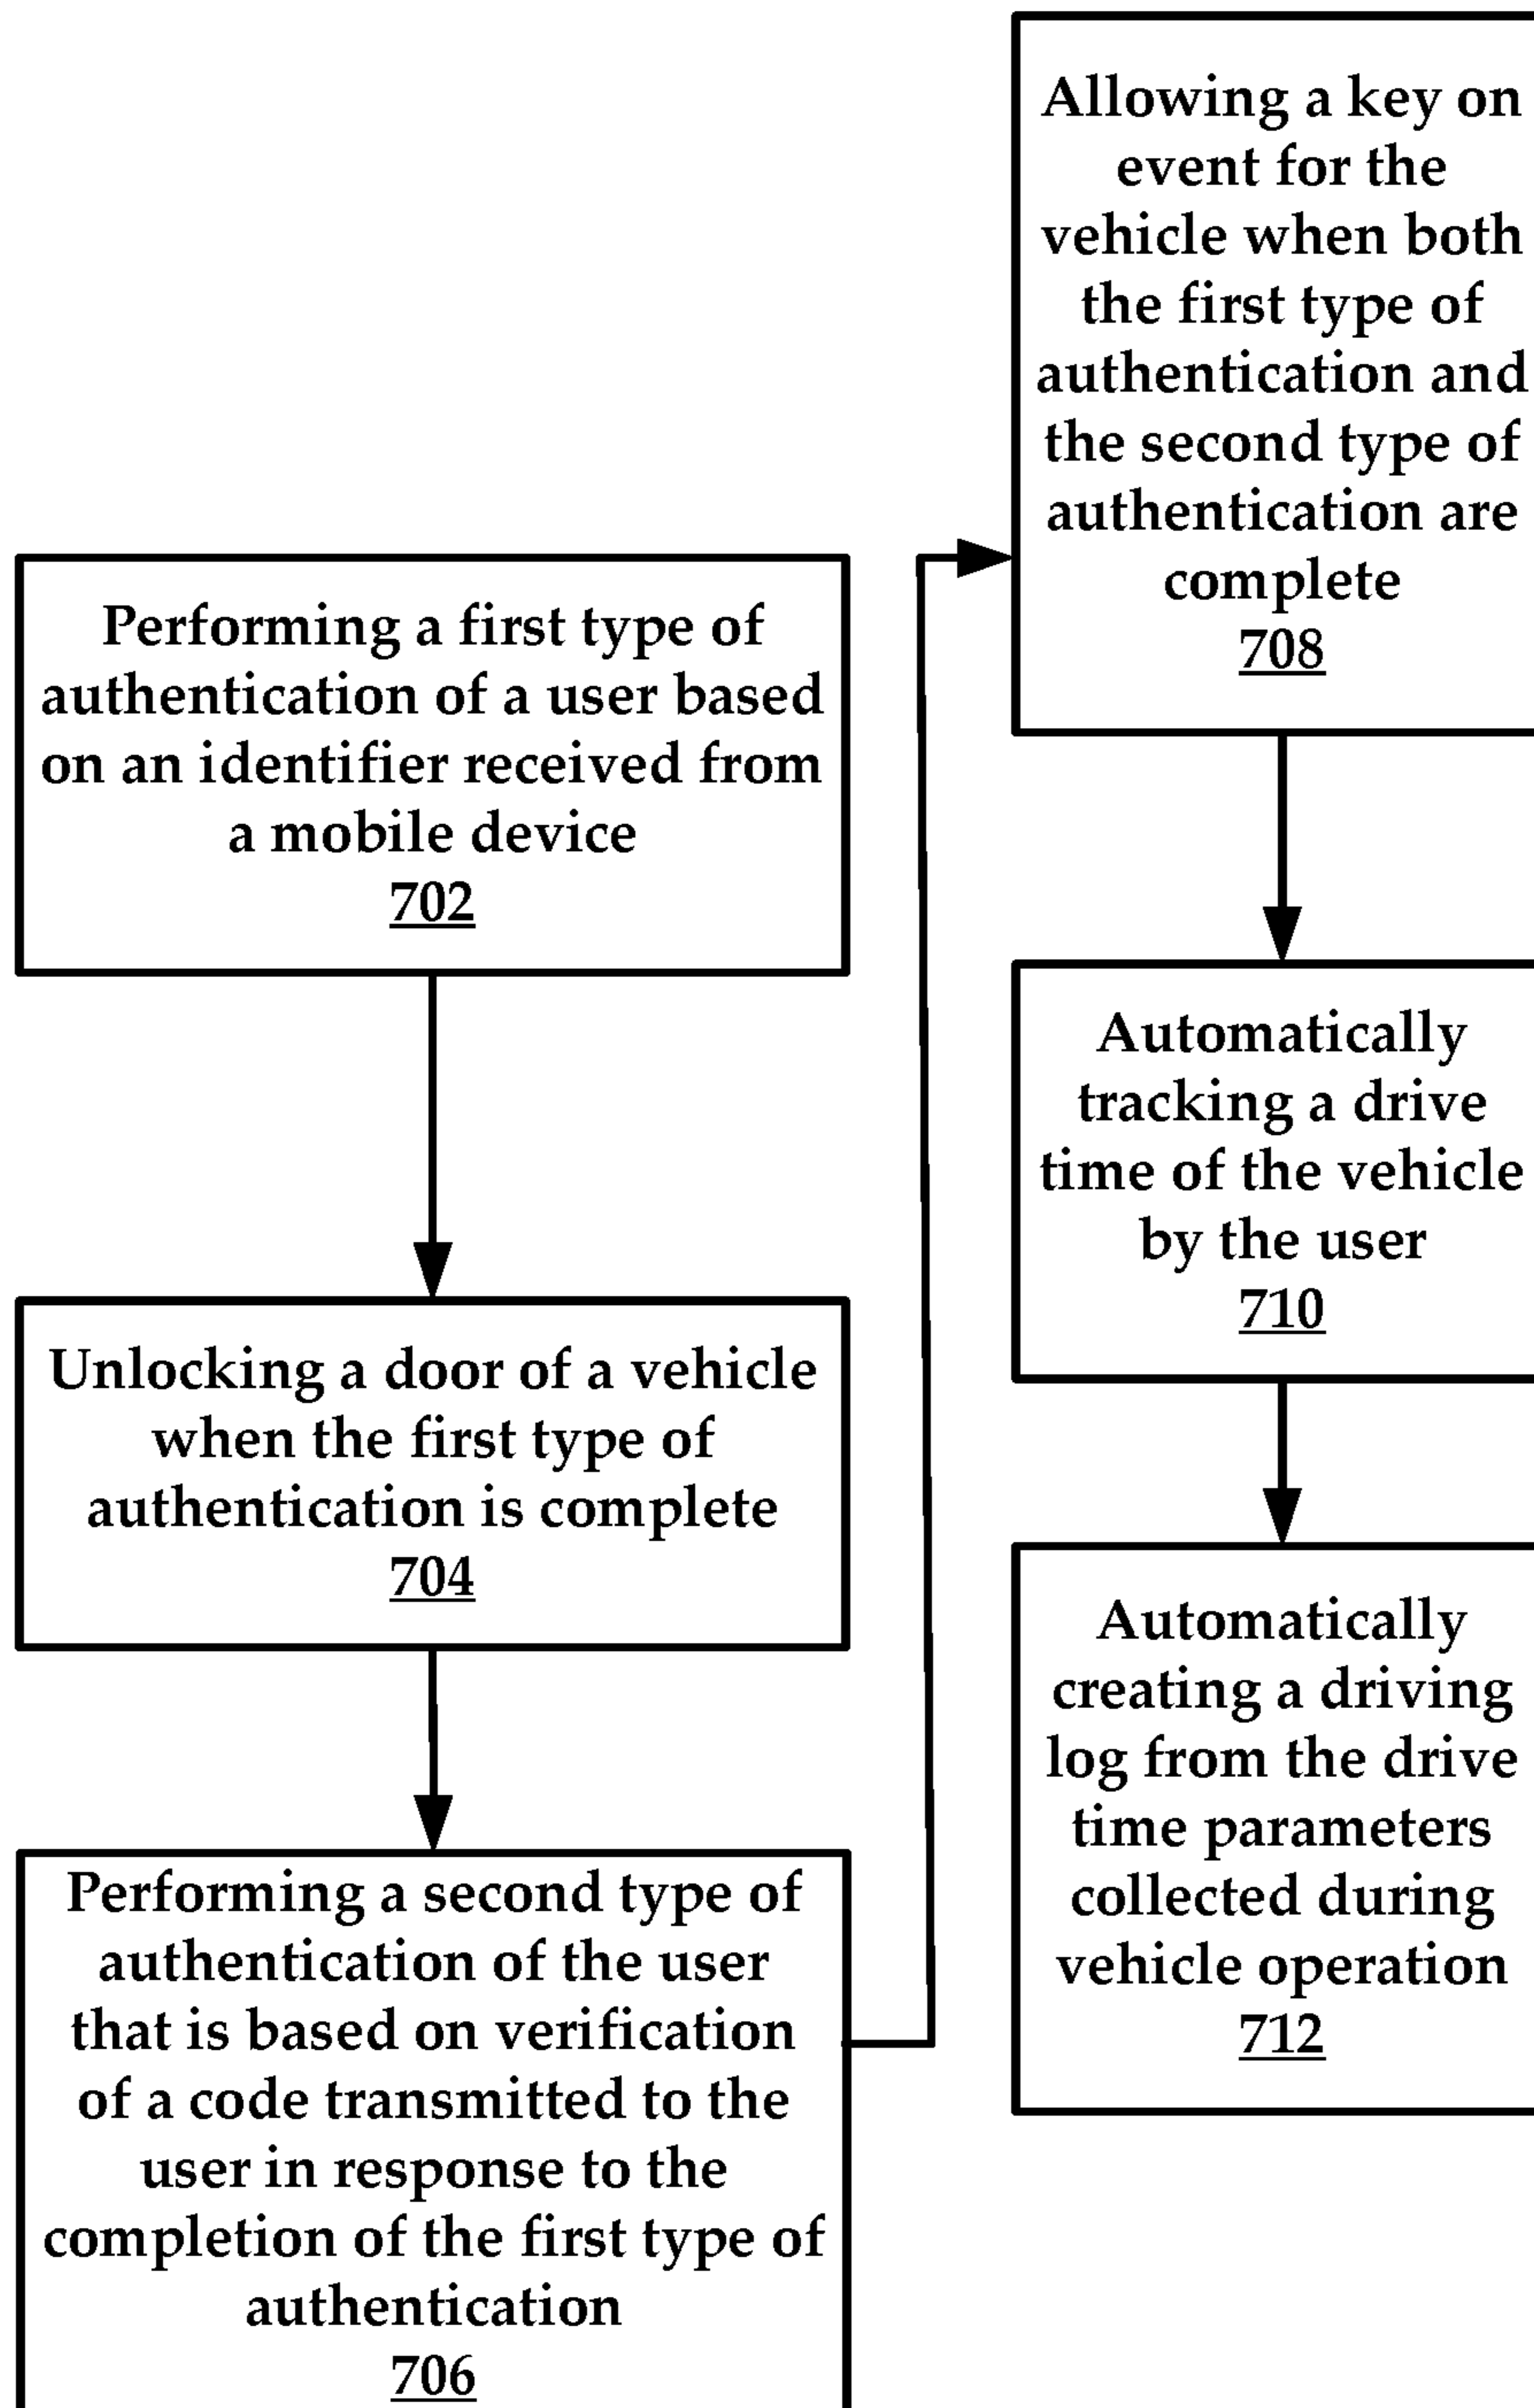 Performing a first type of
authentication of a user based
on an identifier received from
a mobile device
702
Unlocking a door of a vehicle
when the first type of
authentication is complete
704
Performing a second type of
authentication of the user
that is based on verification
of a code transmitted to the
user in response to the
completion of the first type of
authentication
706
Allowing a key on
event for the
vehicle when both
the first type of
authentication and
the second type of
authentication are
complete
708
Automatically
tracking a drive
time of the vehicle
by the user
710
Automatically
creating a driving
log from the drive
time parameters
collected during
vehicle operation
712